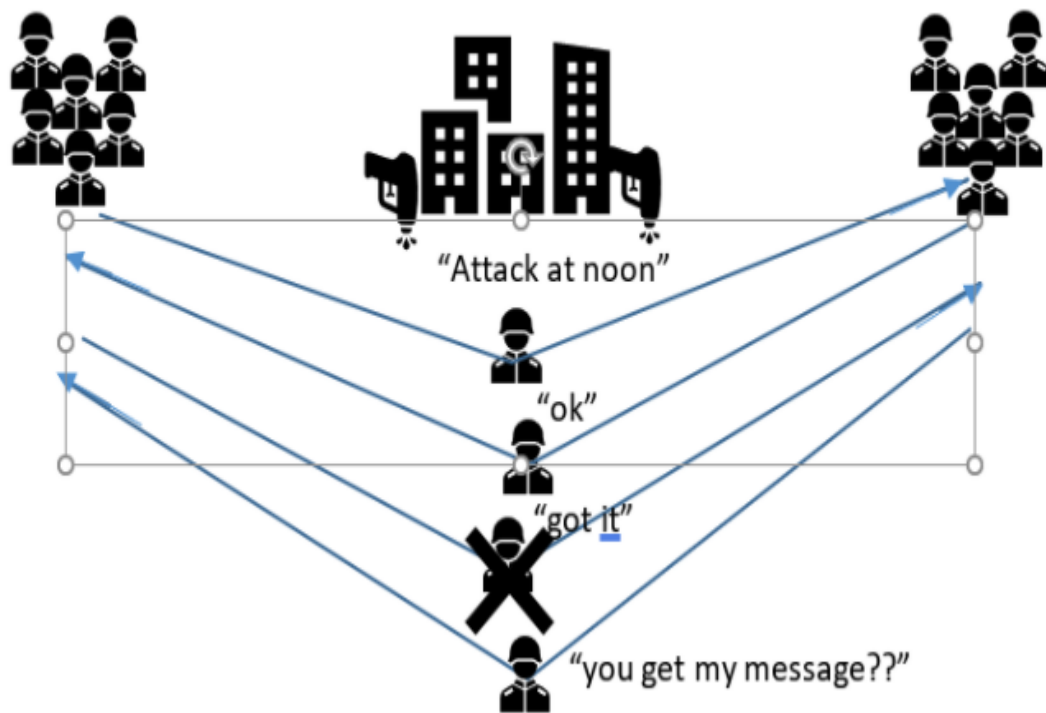 “Attack at noon”
“ok”
“got it”
“you get my message??”